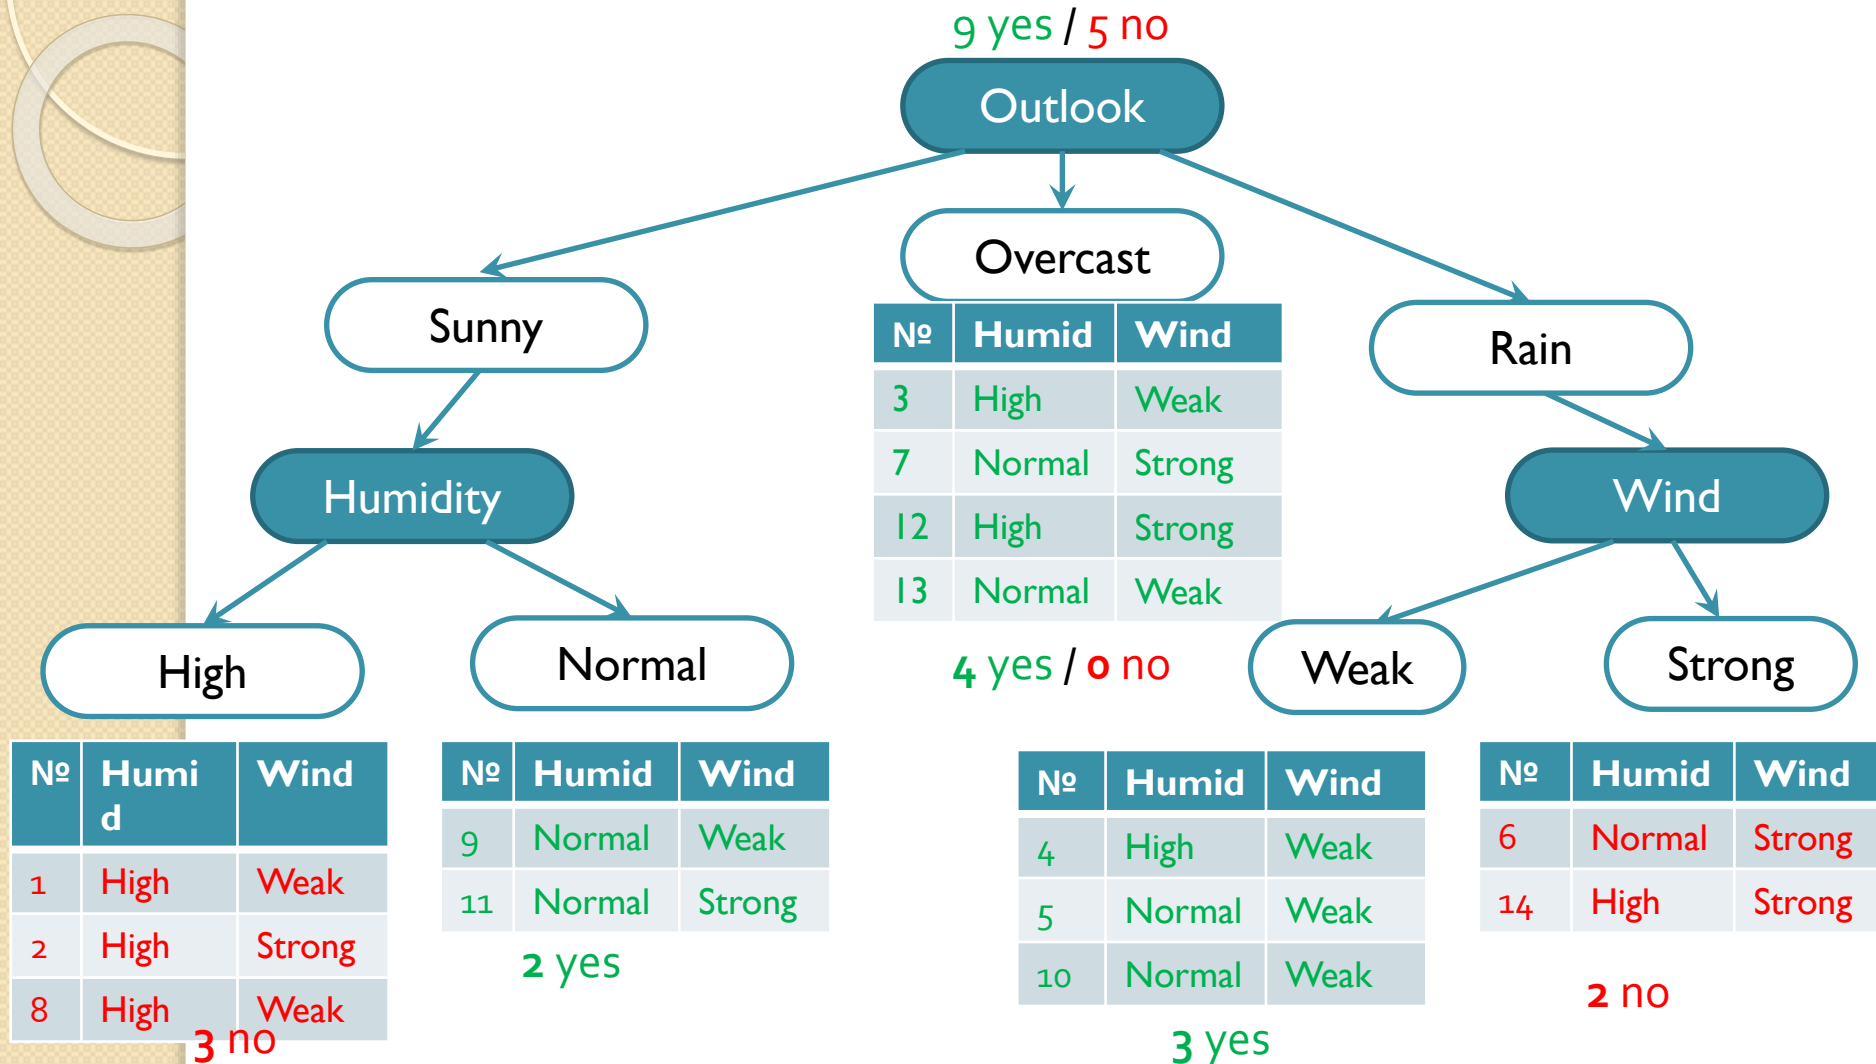 9 yes / 5 no
Outlook
Overcast
Sunny
Rain
Nº Humid Wind
3 High Weak
7 Normal Strong
12 High Strong
13 Normal Weak
4 yes / 0 no
Humidity
Wind
High
Normal
Weak
Strong
Nº Humi Wind
d
1 High Weak
2 High Strong
8 High Weak
3 no
Nº Humid Wind
9 Normal Weak
11 Normal Strong
2 yes
Nº Humid Wind
4 High Weak
5 Normal Weak
10 Normal Weak
3 yes
Nº Humid Wind
6 Normal Strong
14 High Strong
2 no